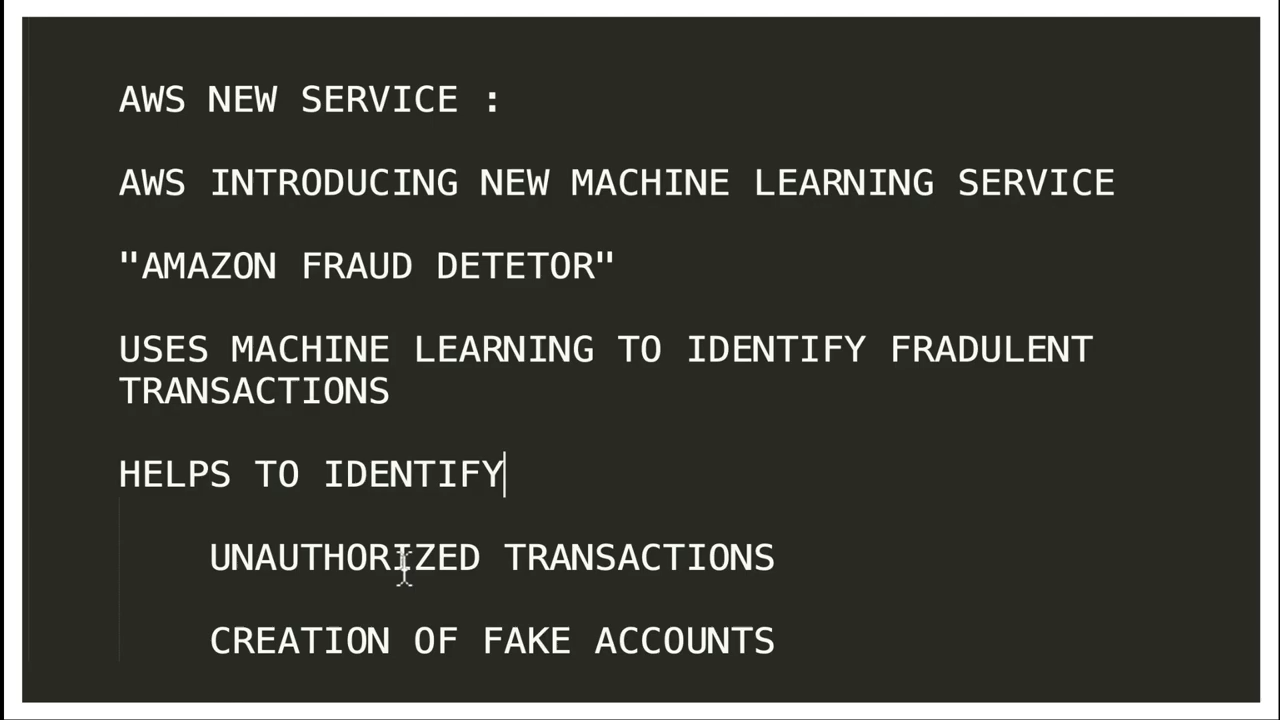 AWS NEW SERVICE :
AWS INTRODUCING NEW MACHINE LEARNING SERVICE
"AMAZON FRAUD DETETOR"
USES MACHINE LEARNING TO IDENTIFY FRADULENT
TRANSACTIONS
HELPS TO IDENTIFY
UNAUTHORIZED TRANSACTIONS
CREATION OF FAKE ACCOUNTS